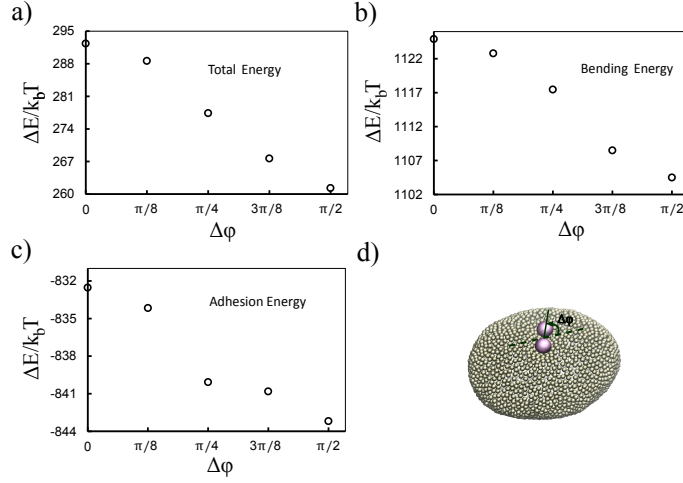 a)
295
288
281
274
267
260
ΔE/k_bT
Total Energy
0
π/8
π/4
3π/8
π/2
Δφ
b)
1122
1117
1112
1107
1102
ΔE/k_bT
Bending Energy
0
π/8
π/4
3π/8
π/2
Δφ
c)
-832
-835
-838
-841
-844
ΔE/k_bT
Adhesion Energy
0
π/8
π/4
3π/8
π/2
Δφ
d)
Δφ